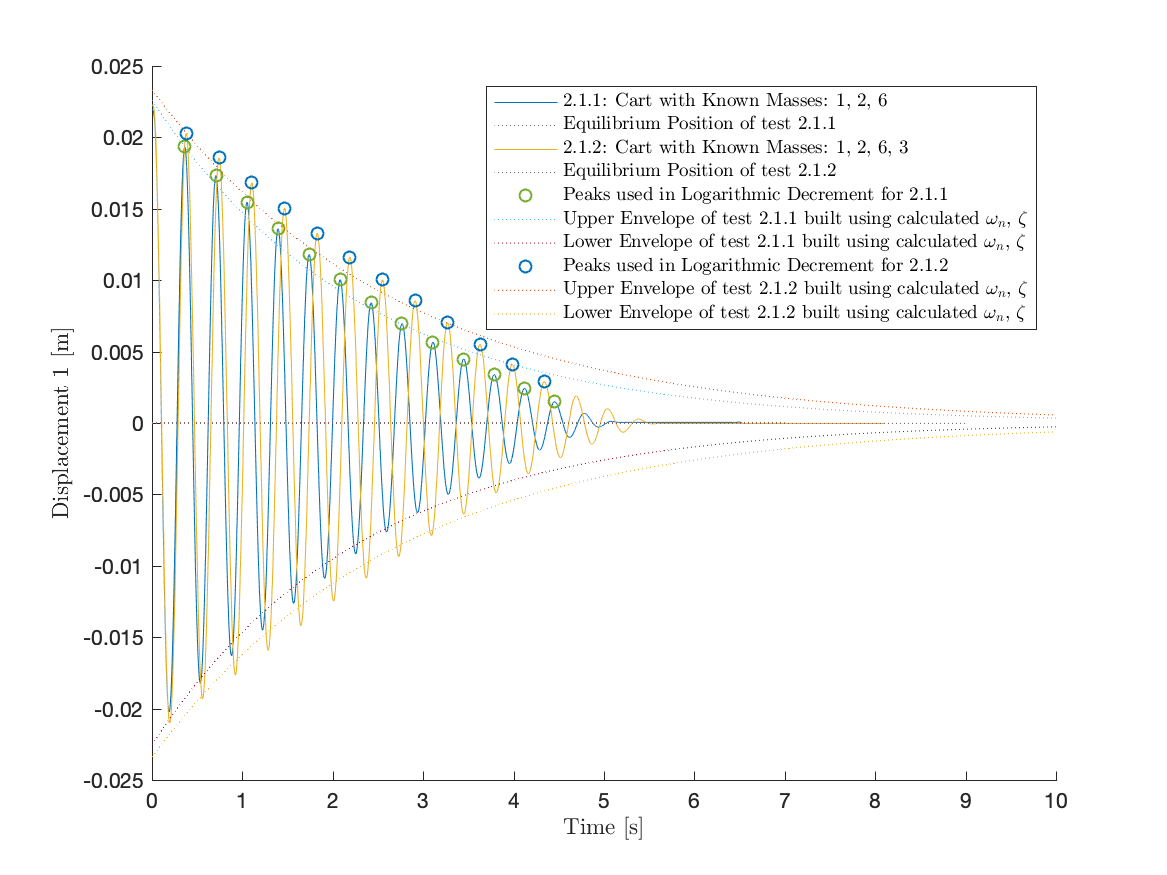 0.025
0.02
0.015
0.01
0.005
0
-0.005
-0.01
-0.015
-0.02
-0.025
Displacement 1 [m]
2.1.1: Cart with Known Masses: 1, 2, 6
Equilibrium Position of test 2.1.1
2.1.2: Cart with Known Masses: 1, 2, 6, 3
Equilibrium Position of test 2.1.2
Peaks used in Logarithmic Decrement for 2.1.1
Upper Envelope of test 2.1.1 built using calculated ωn, ζ
Lower Envelope of test 2.1.1 built using calculated ωn, ζ
Peaks used in Logarithmic Decrement for 2.1.2
Upper Envelope of test 2.1.2 built using calculated ωn, ζ
Lower Envelope of test 2.1.2 built using calculated ωn, ζ
0 1 2 3 4 5 6 7 8 9 10
Time [s]